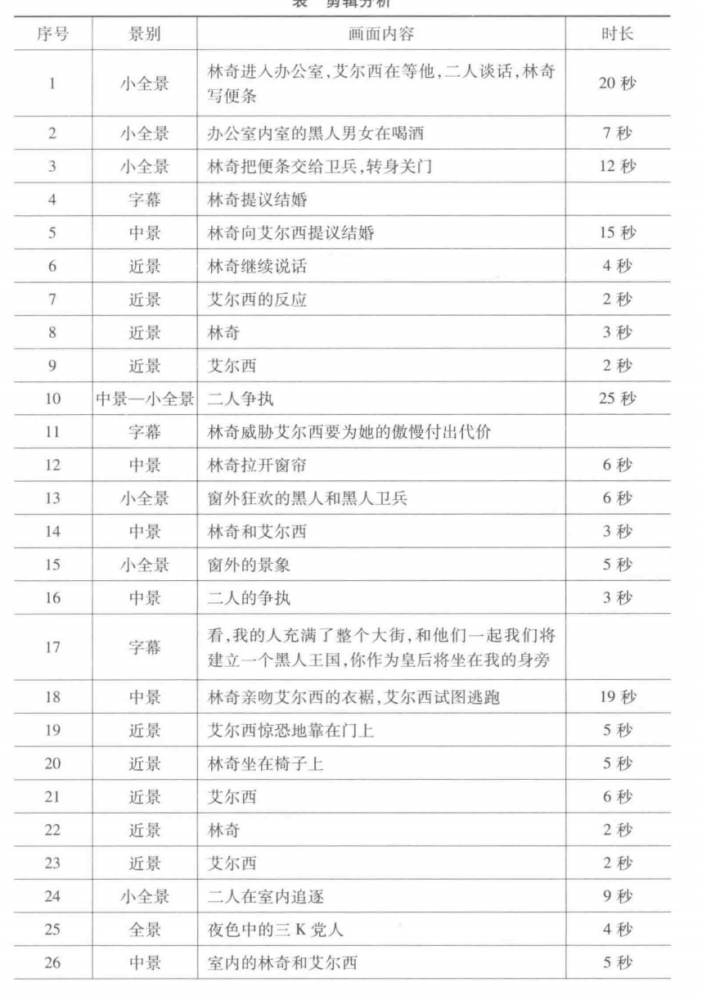 表 剪辑分析
序号 景别 画面内容 时长
1 小全景 林奇进入办公室,艾尔西在等他,二人谈话,林奇
写便条 20 秒
2 小全景 办公室内室的黑人男女在喝酒 7 秒
3 小全景 林奇把便条交给卫兵,转身关门 12 秒
4 字幕 林奇提议结婚
5 中景 林奇向艾尔西提议结婚 15 秒
6 近景 林奇继续说话 4 秒
7 近景 艾尔西的反应 2 秒
8 近景 林奇 3 秒
9 近景 艾尔西 2 秒
10 中景—小全景 二人争执 25 秒
11 字幕 林奇威胁艾尔西要为她的傲慢付出代价
12 中景 林奇拉开窗帘 6 秒
13 小全景 窗外狂欢的黑人和黑人卫兵 6 秒
14 中景 林奇和艾尔西 3 秒
15 小全景 窗外的景象 5 秒
16 中景 二人的争执 3 秒
17 字幕 看,我的人充满了整个大街,和他们一起我们将
建立一个黑人王国,你作为皇后将坐在我的身旁
18 中景 林奇亲吻艾尔西的衣裾,艾尔西试图逃跑 19 秒
19 近景 艾尔西惊恐地靠在门上 5 秒
20 近景 林奇坐在椅子上 5 秒
21 近景 艾尔西 6 秒
22 近景 林奇 2 秒
23 近景 艾尔西 2 秒
24 小全景 二人在室内追逐 9 秒
25 全景 夜色中的三 K 党人 4 秒
26 中景 室内的林奇和艾尔西 5 秒